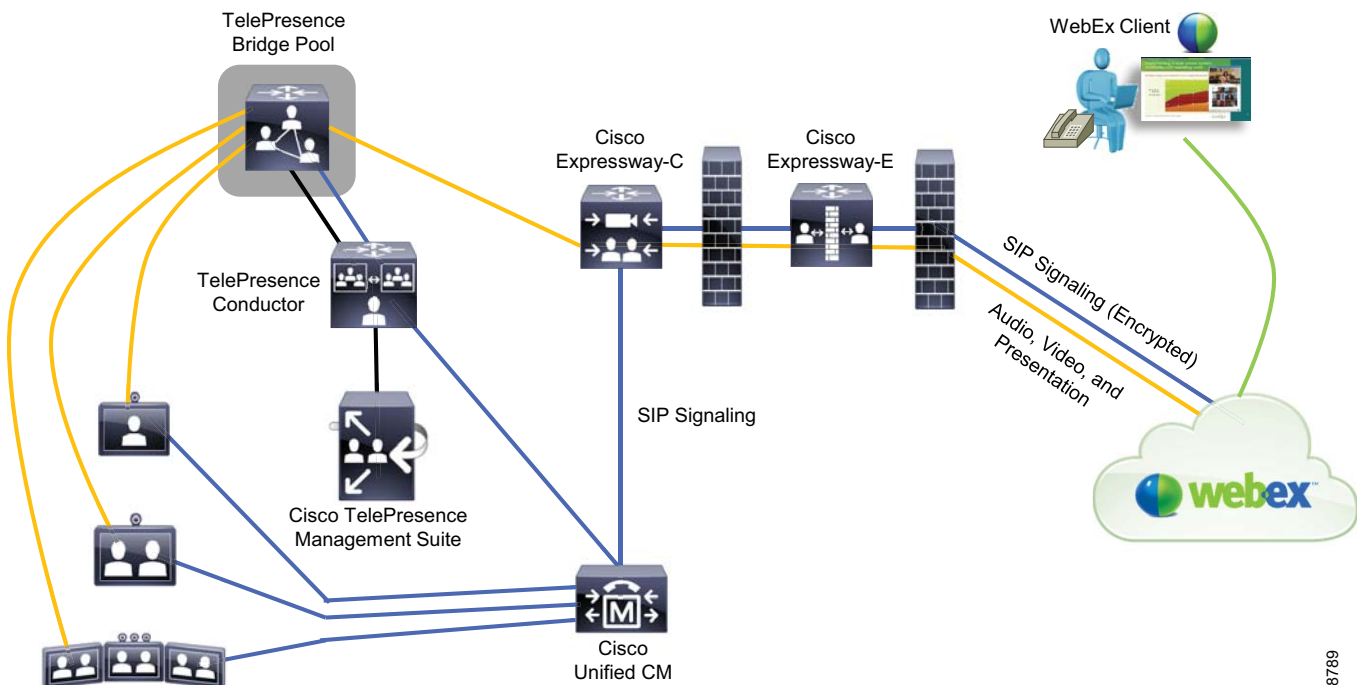 TelePresence
Bridge Pool
WebEx Client
Cisco
Expressway-C
Cisco
Expressway-E
TelePresence
Conductor
SIP Signaling (Encrypted)
Audio, Video, and
Presentation
SIP Signaling
webex™
Cisco TelePresence
Management Suite
M
Cisco
Unified CM
8789